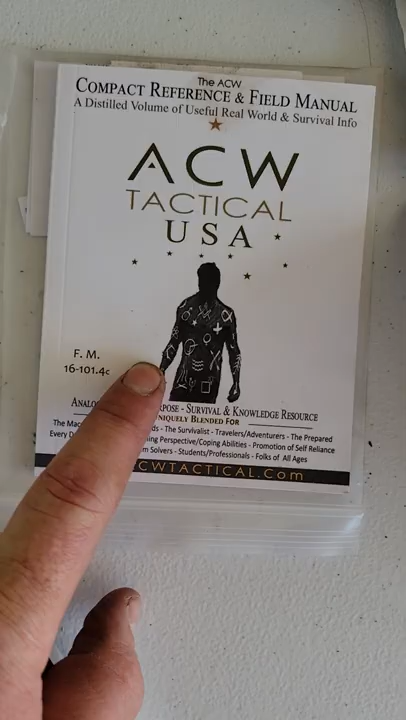 The ACW
COMPACT REFERENCE & FIELD MANUAL
A Distilled Volume of Useful Real World & Survival Info
ACW
TACTICAL
USA
F. M.
16-101.4c
SURVIVAL & KNOWLEDGE RESOURCE
UNIQUELY BLENDED FOR
The - The Survivalist - Travelers/Adventurers - The Prepared
Every Perspective/Coping Abilities - Promotion of Self Reliance
Solvers - Students/Professionals - Folks of All Ages
CWTACTICAL.Com